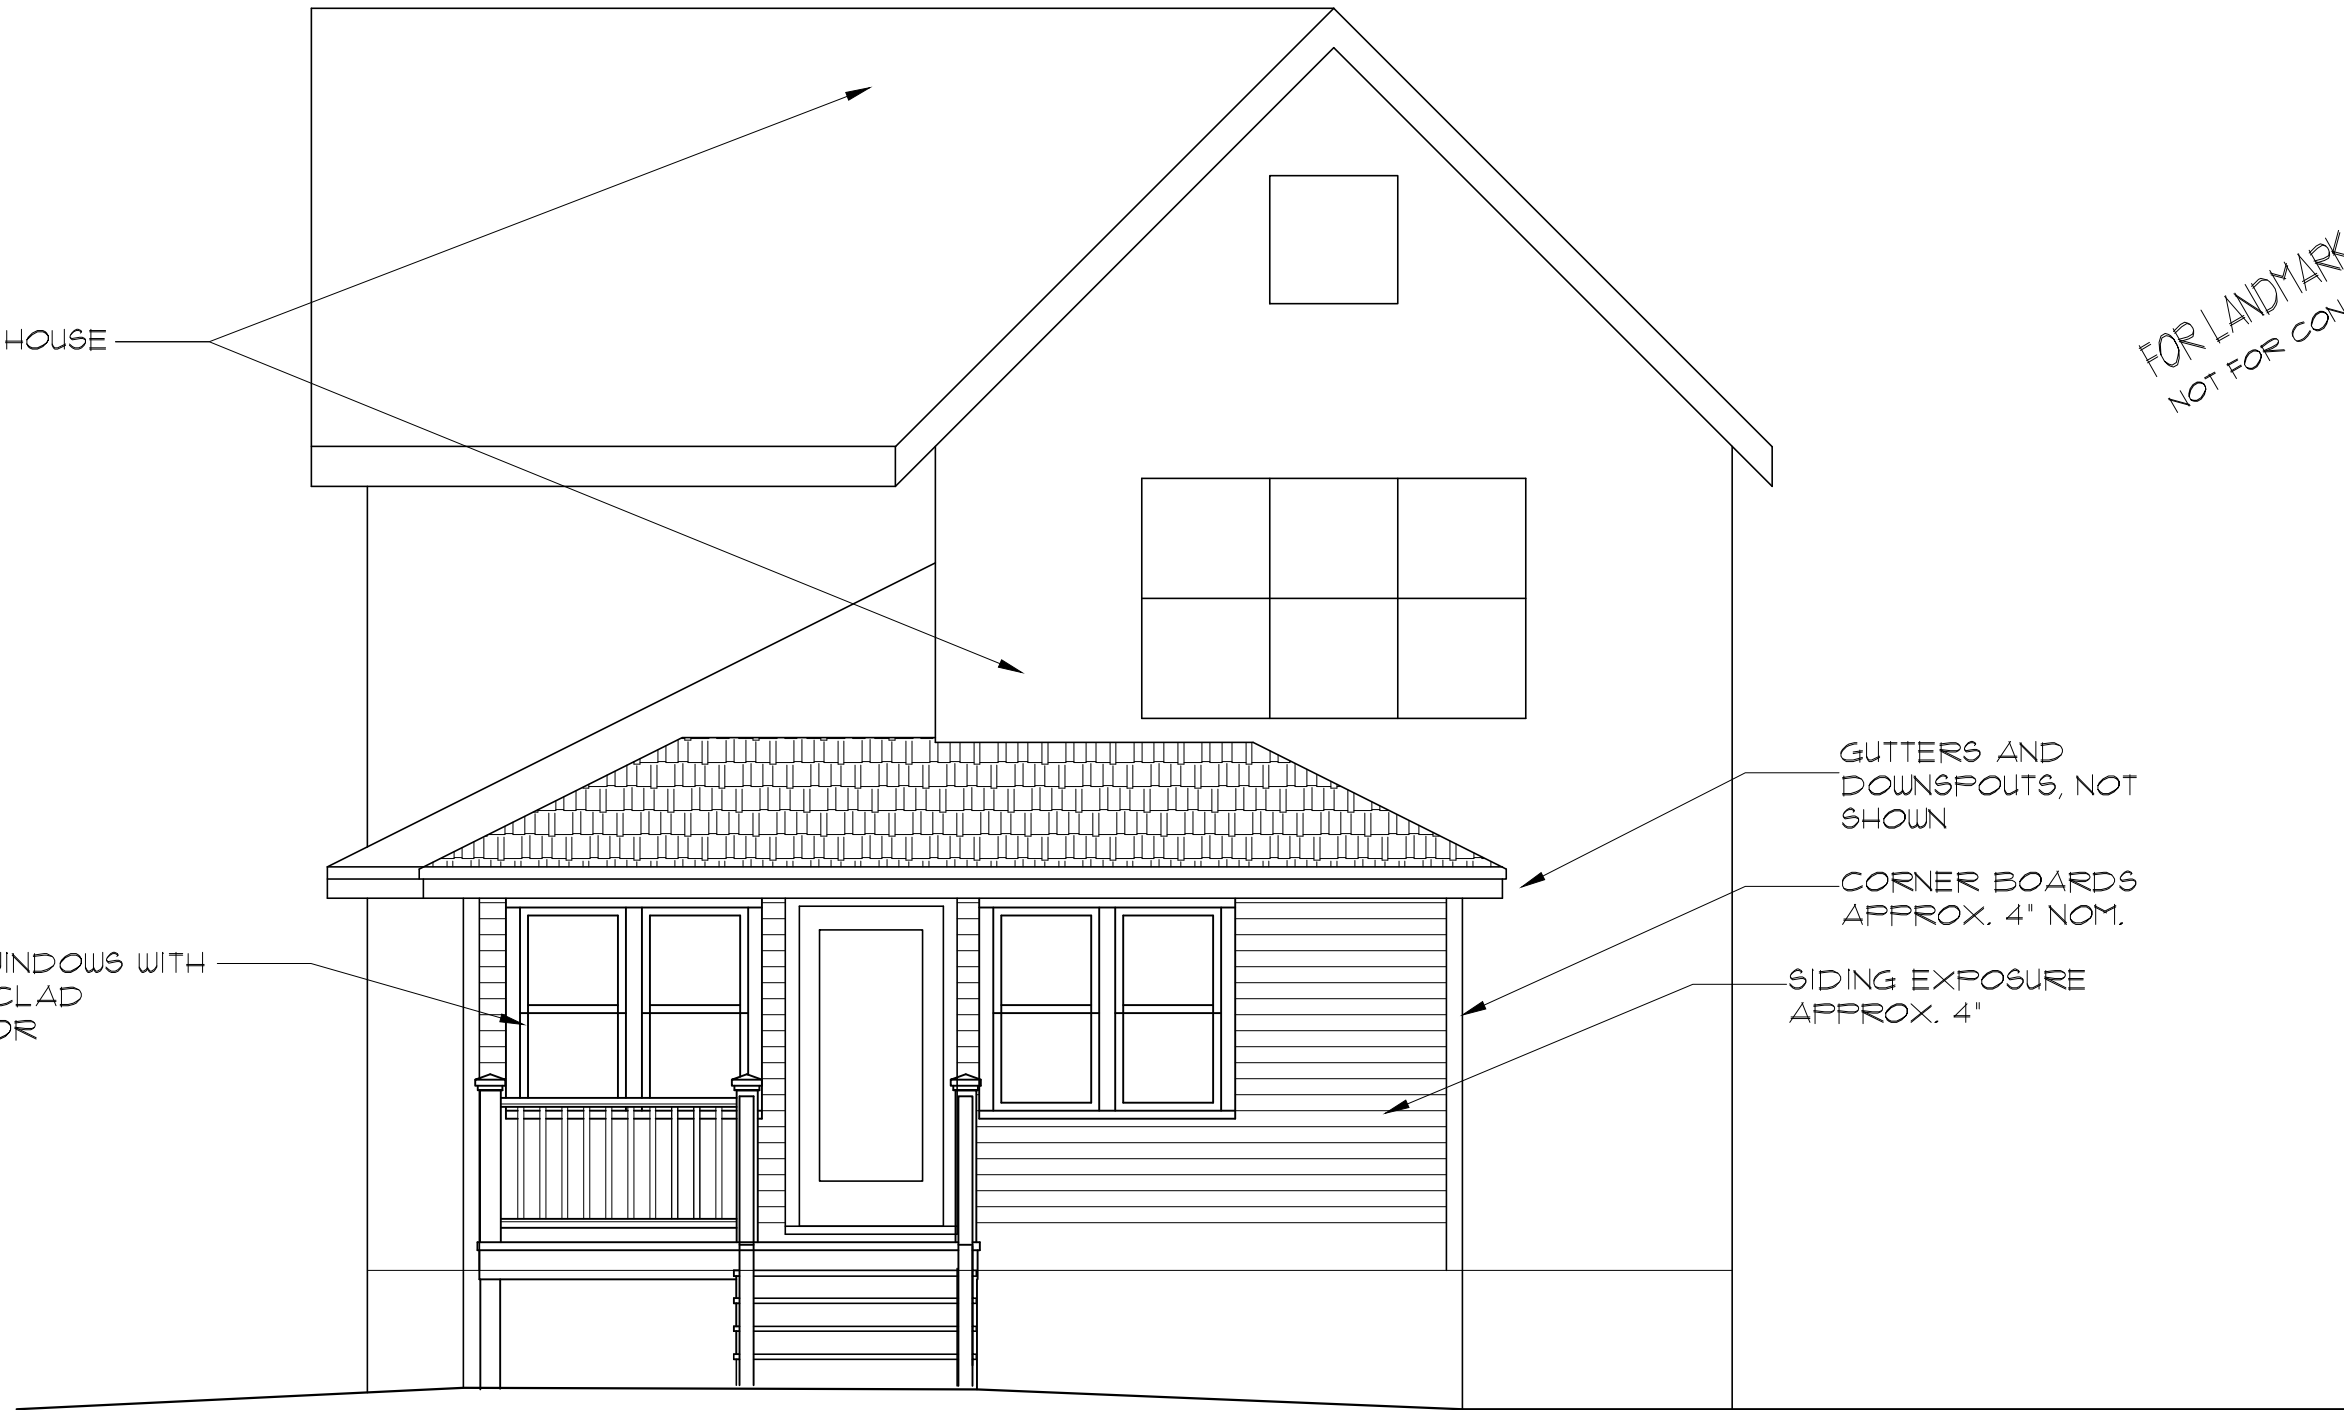 HOUSE
FOR LANDMARK
NOT FOR CON
GUTTERS AND
DOWNSPOUTS, NOT
SHOWN
CORNER BOARDS
APPROX. 4" NOM.
SIDING EXPOSURE
APPROX. 4"
WINDOWS WITH
CLAD
OR